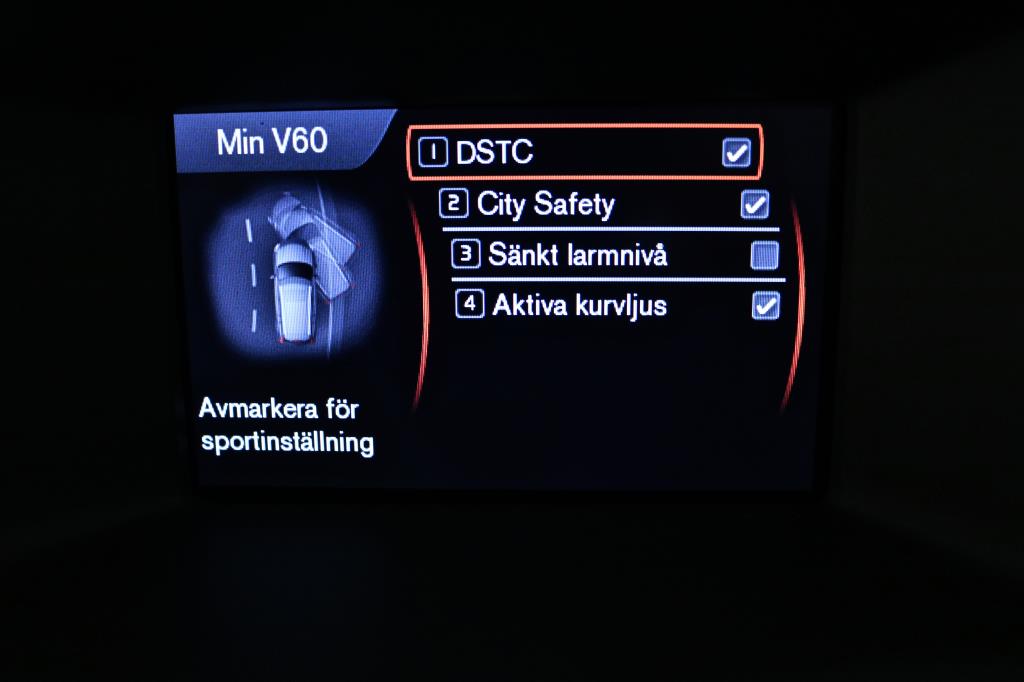 Min V60
1 DSTC
2 City Safety
3 Sänkt larmnivå
4 Aktiva kurvljus
Avmarkera för
sportinställning